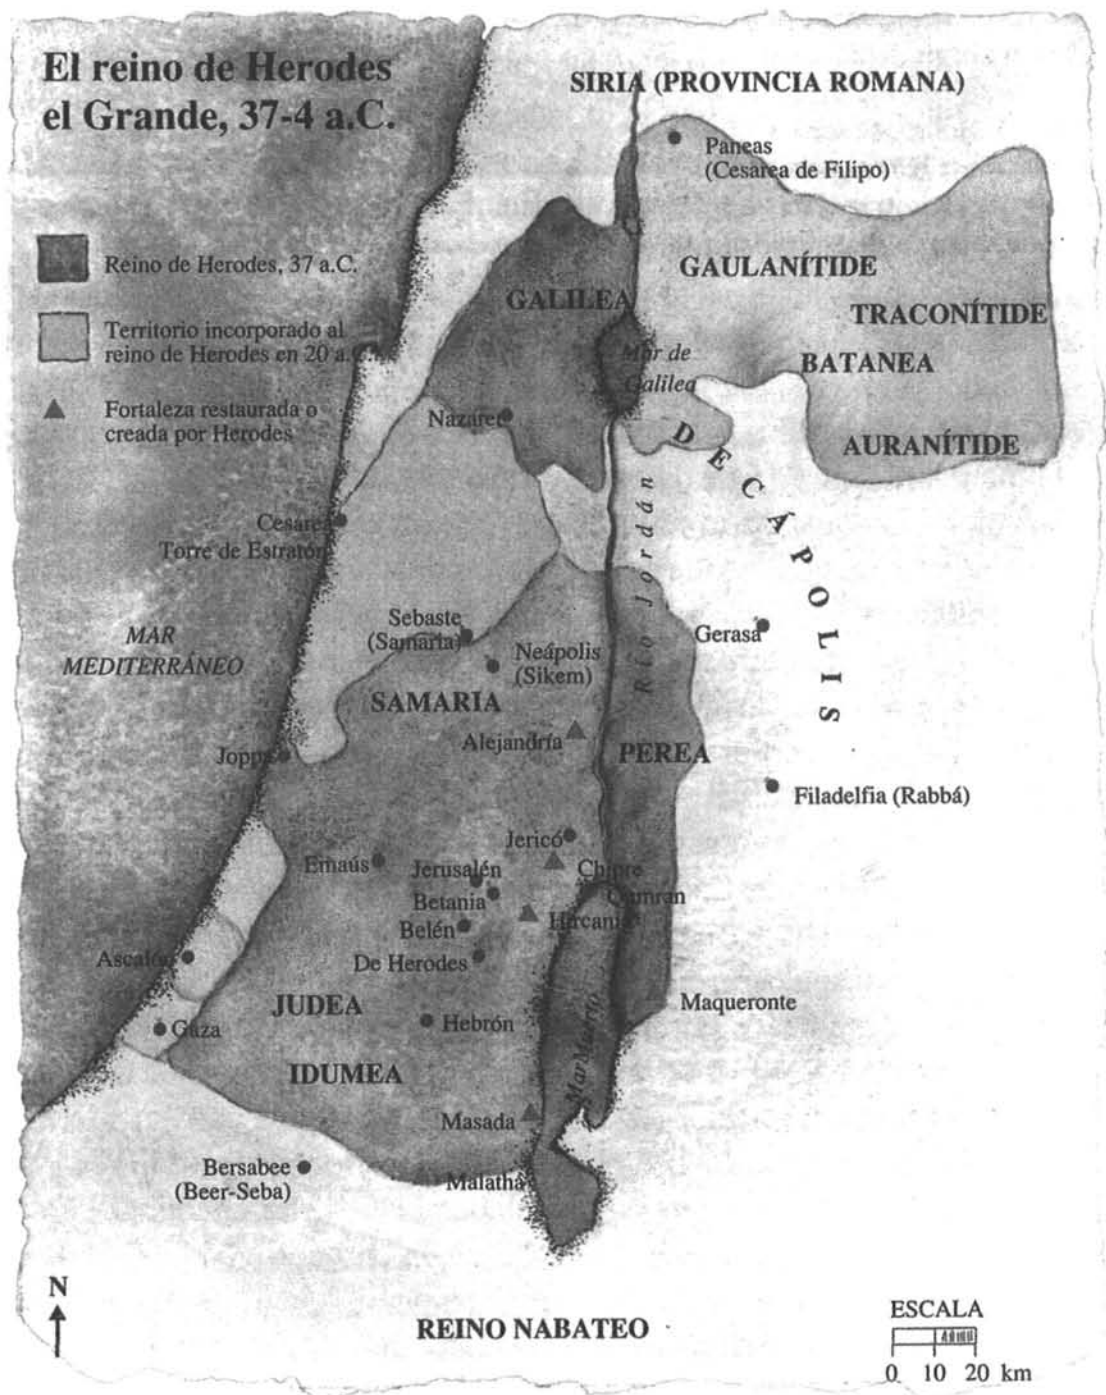 El reino de Herodes
el Grande, 37-4 a.C.
SIRIA (PROVINCIA ROMANA)
Paneas
(Cesarea de Filipo)
Reino de Herodes, 37 a.C.
Territorio incorporado al
reino de Herodes en 20 a.C.
Fortaleza restaurada o
creada por Herodes
GAULANÍTIDE
GALILEA
TRACONÍTIDE
Mar de
Galilea
BATANEA
Nazaret
DECÁPOLIS
AURANÍTIDE
Cesarea
Torre de Estratón
Río Jordán
MAR
MEDITERRÁNEO
Sebaste
(Samaria)
Neápolis
(Sikem)
Gerasa
SAMARIA
Alejandría
PEREA
Joppe
Filadelfia (Rabbá)
Jericó
Emaús
Jerusalén
Chipre
Betania
Qumran
Hircania
Belén
Ascalón
De Herodes
JUDEA
Maqueronte
Gaza
Hebrón
Mar Muerto
IDUMEA
Masada
Bersabee
(Beer-Seba)
Malatha
N
REINO NABATEO
ESCALA
0 10 20 km